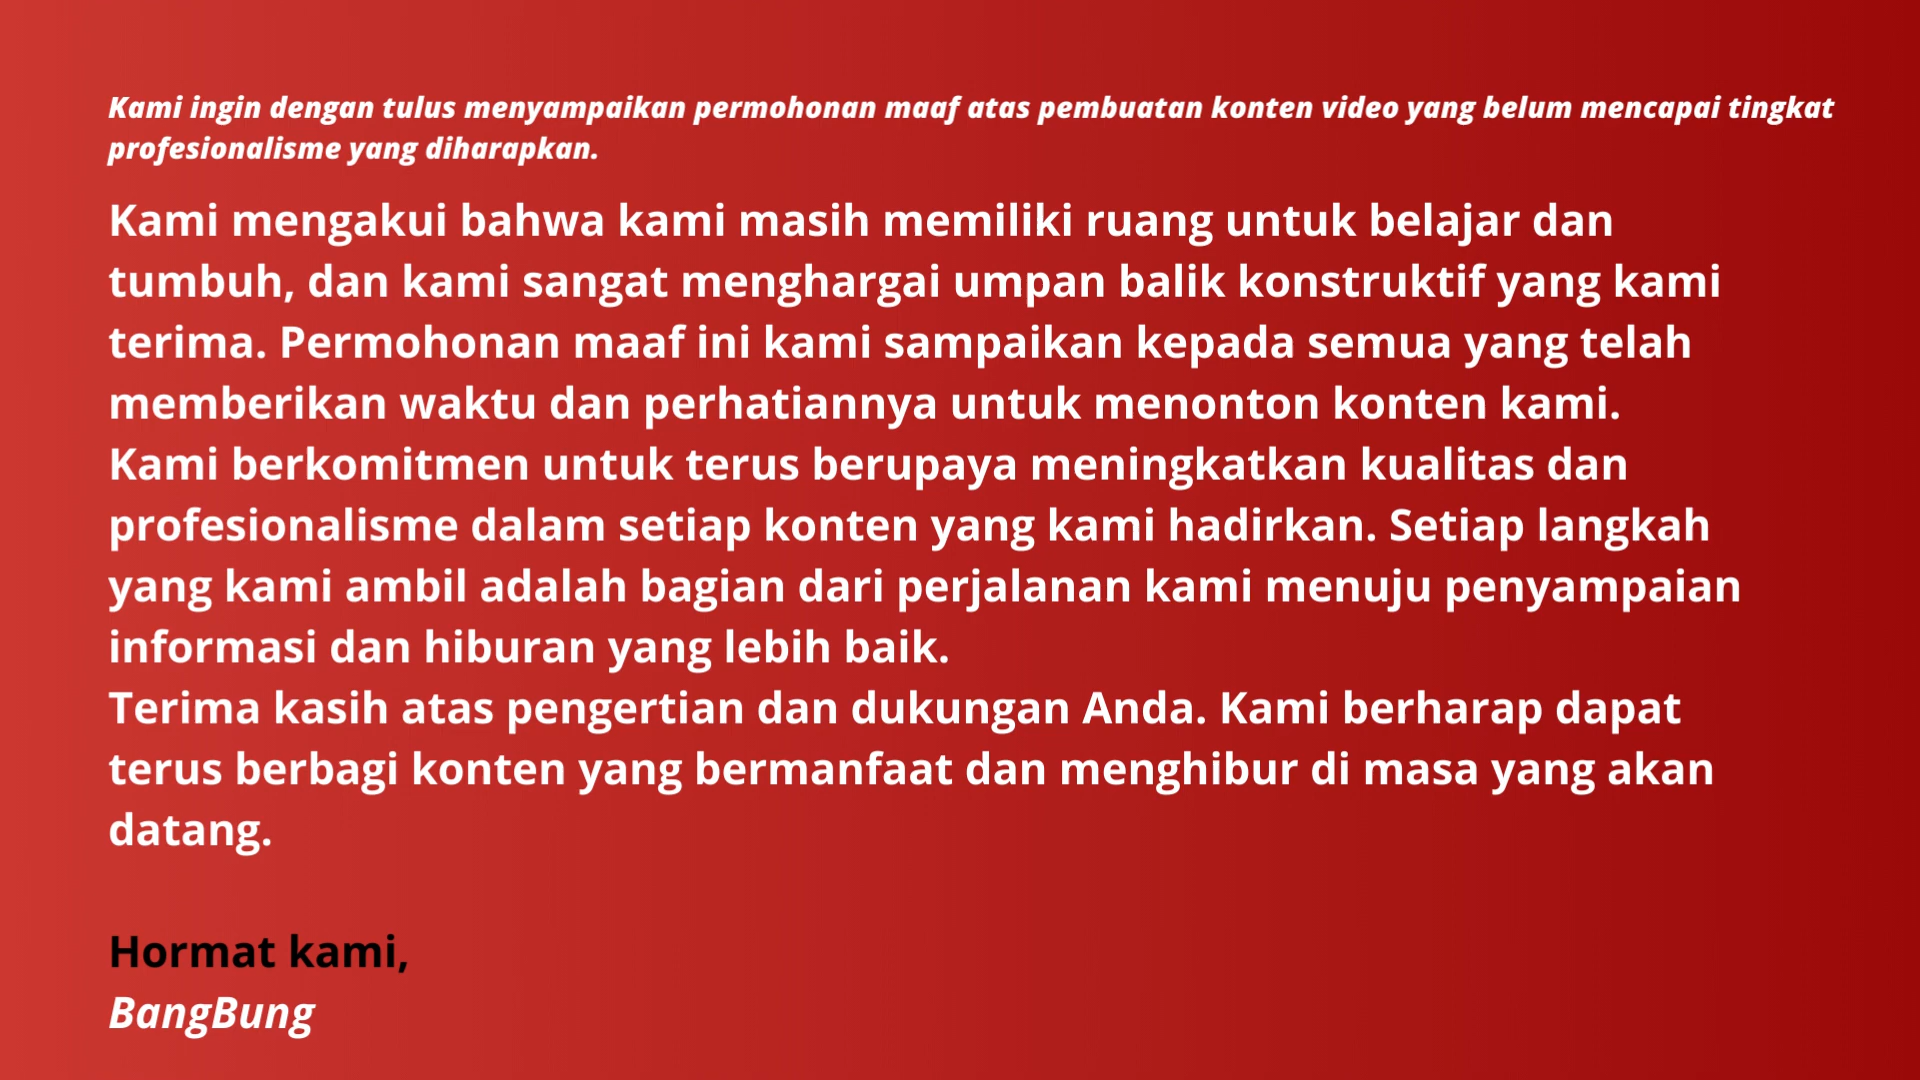 Kami ingin dengan tulus menyampaikan permohonan maaf atas pembuatan konten video yang belum mencapai tingkat
profesionalisme yang diharapkan.
Kami mengakui bahwa kami masih memiliki ruang untuk belajar dan
tumbuh, dan kami sangat menghargai umpan balik konstruktif yang kami
terima. Permohonan maaf ini kami sampaikan kepada semua yang telah
memberikan waktu dan perhatiannya untuk menonton konten kami.
Kami berkomitmen untuk terus berupaya meningkatkan kualitas dan
profesionalisme dalam setiap konten yang kami hadirkan. Setiap langkah
yang kami ambil adalah bagian dari perjalanan kami menuju penyampaian
informasi dan hiburan yang lebih baik.
Terima kasih atas pengertian dan dukungan Anda. Kami berharap dapat
terus berbagi konten yang bermanfaat dan menghibur di masa yang akan
datang.
Hormat kami,
BangBung